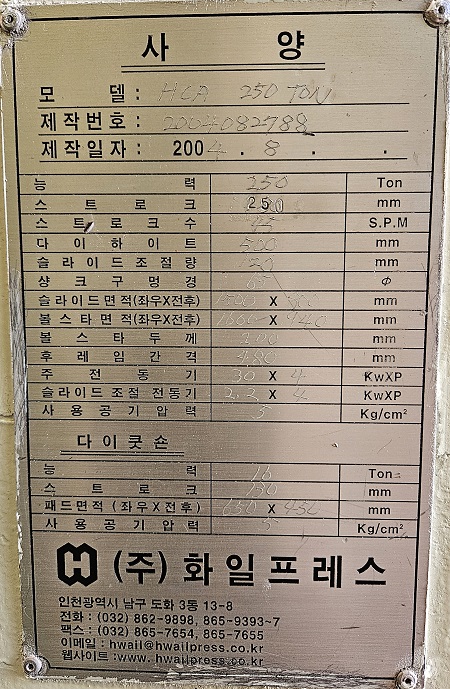 사 양
모 델 : HCA 250 TON
제작번호 : 2004082788
제작일자 : 2004 . 8 . .
능 력 250 Ton
스 트 로 크 250 mm
스 트 로 크 수 45 S.P.M
다 이 하 이 트 500 mm
슬 라 이 드 조 절 량 mm
생 크 구 멍 경 Φ
슬라이드면적(좌우X전후) X mm
볼스타면적(좌우X전후) X mm
볼 스 타 두 께 mm
후 레 임 간 격 480 mm
주 전 동 기 30 X 4 KwXP
슬라이드 조절 전동기 2.2 X 4 KwXP
사 용 공 기 압 력 5 Kg/cm²
다 이 쿳 숀
능 력 Ton
스 트 로 크 mm
패드면적 (좌우X전후) 630 X 450 mm
사 용 공 기 압 력 5 Kg/cm²
(주) 화일프레스
인천광역시 남구 도화 3동 13-8
전화 : (032) 862-9898, 865-9393~7
팩스 : (032) 865-7654, 865-7655
이메일 : hwail@hwailpress.co.kr
웹사이트 : www. hwailpress.co.kr